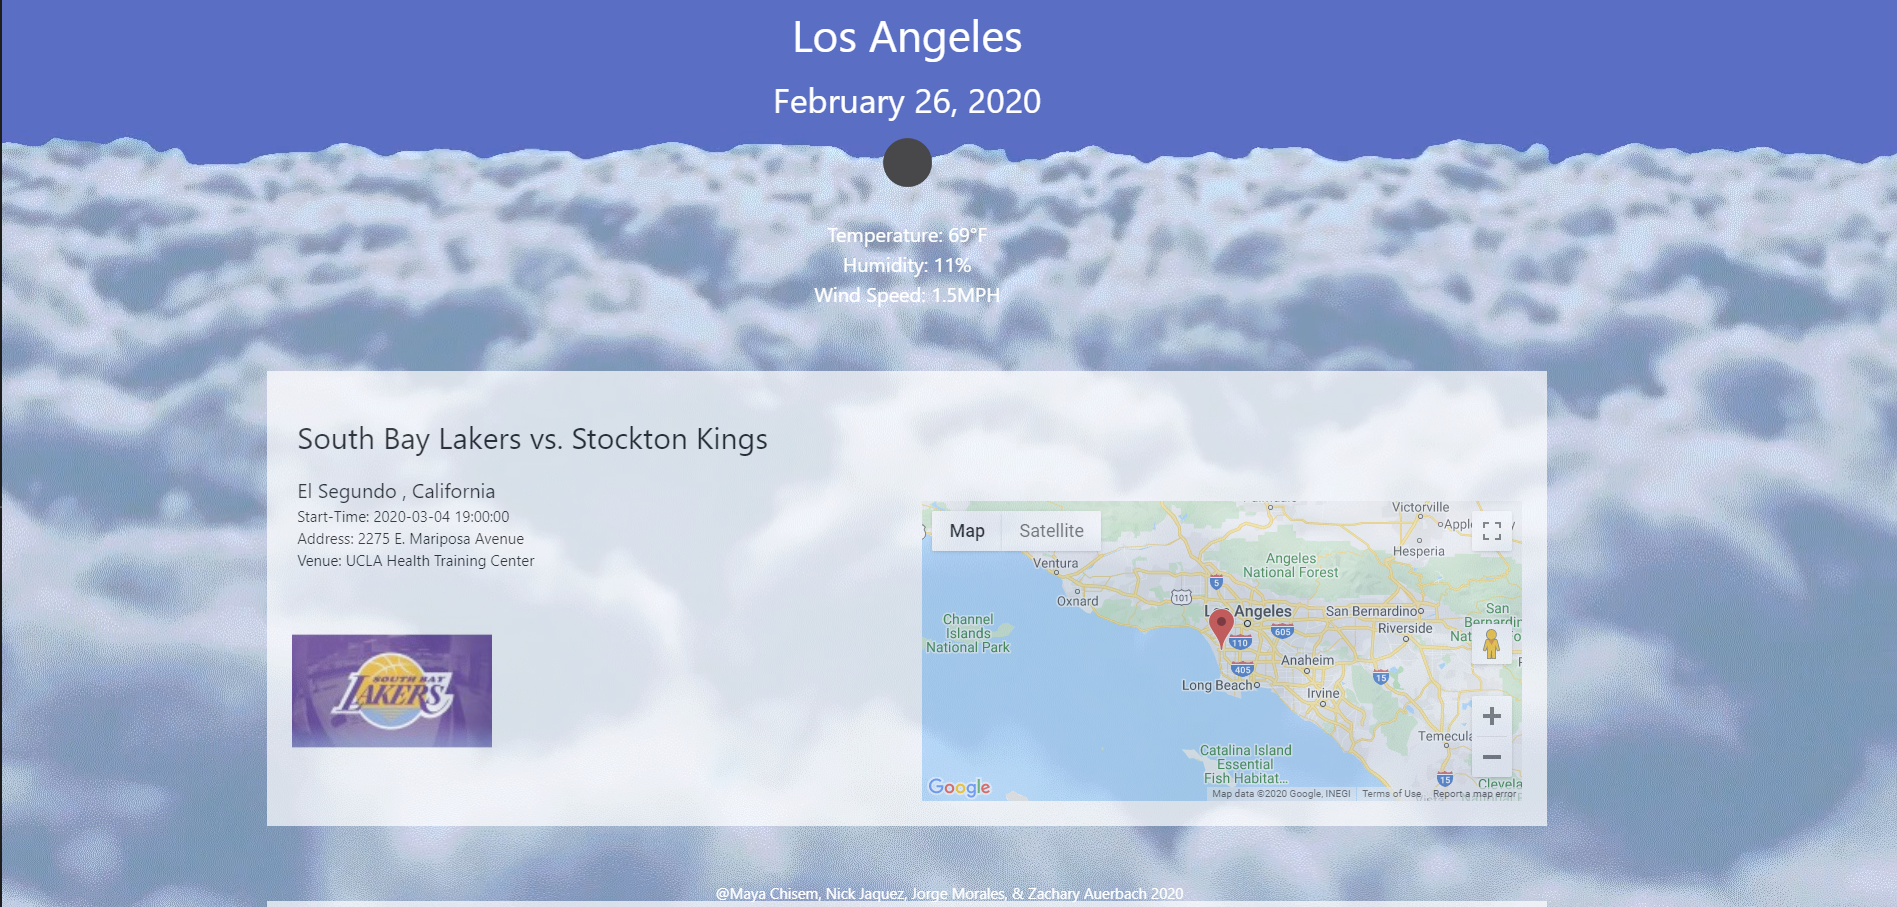 Los Angeles
February 26, 2020
Temperature: 69°F
Humidity: 11%
Wind Speed: 1.5MPH
South Bay Lakers vs. Stockton Kings
El Segundo , California
Start-Time: 2020-03-04 19:00:00
Address: 2275 E. Mariposa Avenue
Venue: UCLA Health Training Center
SOUTH BAY
LAKERS
Map Satellite
Victorville
Hesperia
Ventura
Oxnard
101
5
Angeles
National Forest
Angeles
San Bernardino
San
Riverside
Channel
Islands
National Park
110
605
405
Anaheim
15
Long Beach
Irvine
Temecula
Catalina Island
Essential
Fish Habitat...
15
Google
Map data ©2020 Google, INEGI Terms of Use Report a map error
@Maya Chisem, Nick Jaquez, Jorge Morales, & Zachary Auerbach 2020